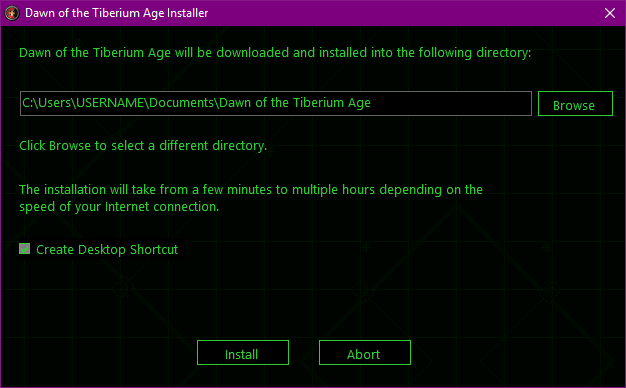 Dawn of the Tiberium Age Installer
Dawn of the Tiberium Age will be downloaded and installed into the following directory:
C:\Users\USERNAME\Documents\Dawn of the Tiberium Age
Browse
Click Browse to select a different directory.
The installation will take from a few minutes to multiple hours depending on the
speed of your Internet connection.
Create Desktop Shortcut
Install
Abort